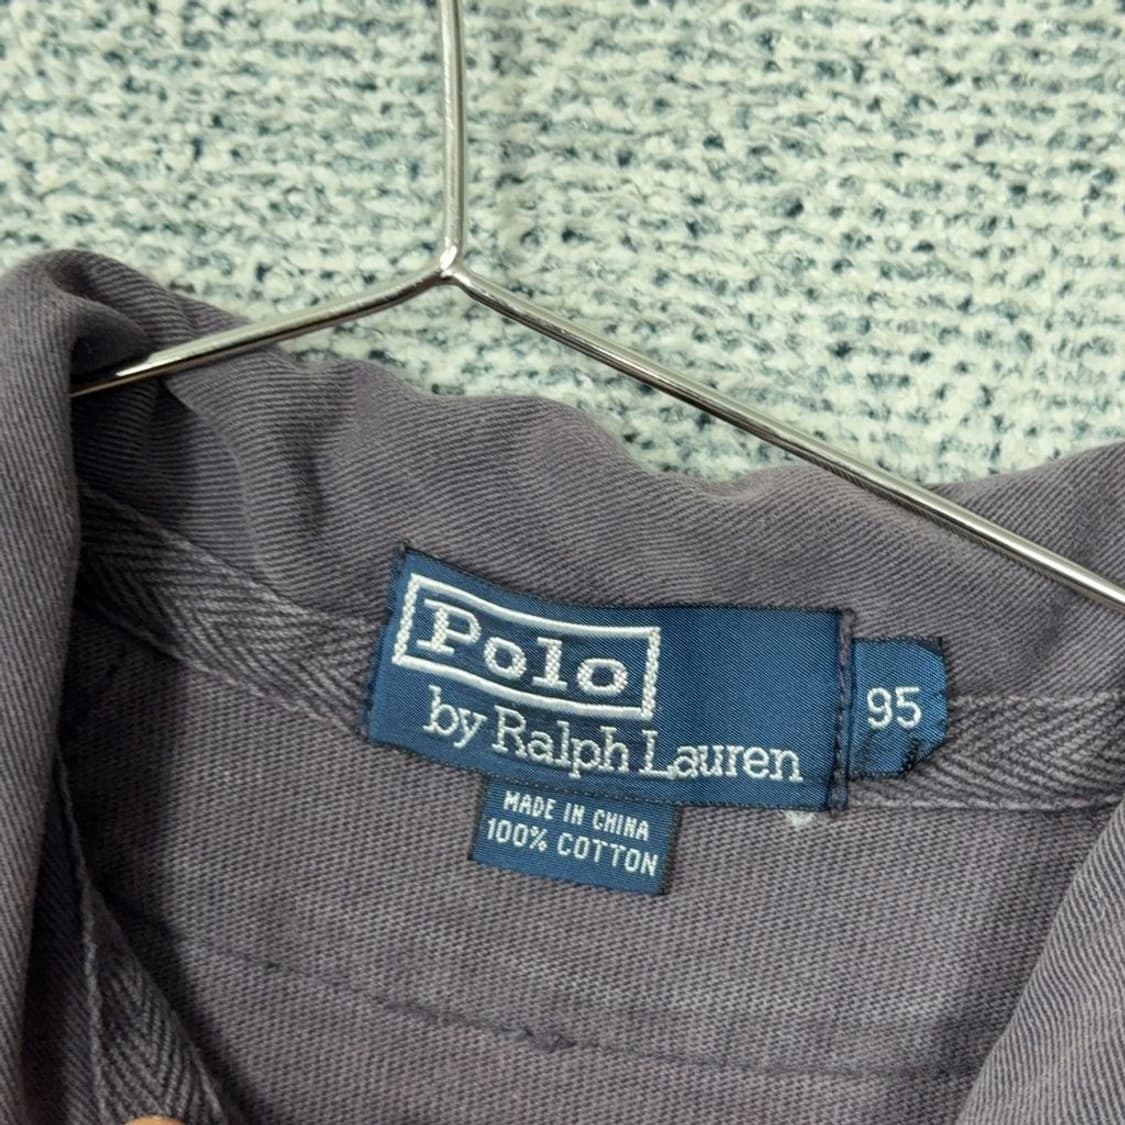 Polo
by Ralph Lauren
95
MADE IN CHINA
100% COTTON